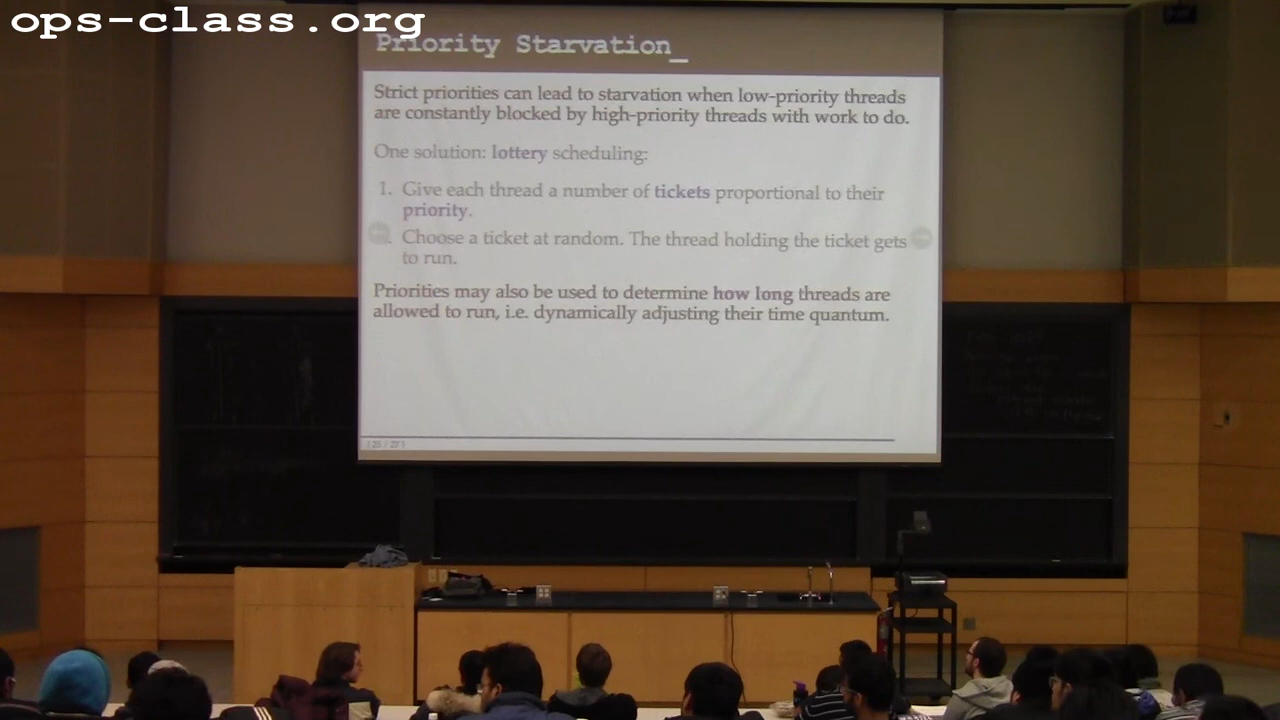 ops-class.org
Priority Starvation_
Strict priorities can lead to starvation when low-priority threads
are constantly blocked by high-priority threads with work to do.
One solution: lottery scheduling:
1. Give each thread a number of tickets proportional to their
priority.
Choose a ticket at random. The thread holding the ticket gets
to run.
Priorities may also be used to determine how long threads are
allowed to run, i.e. dynamically adjusting their time quantum.